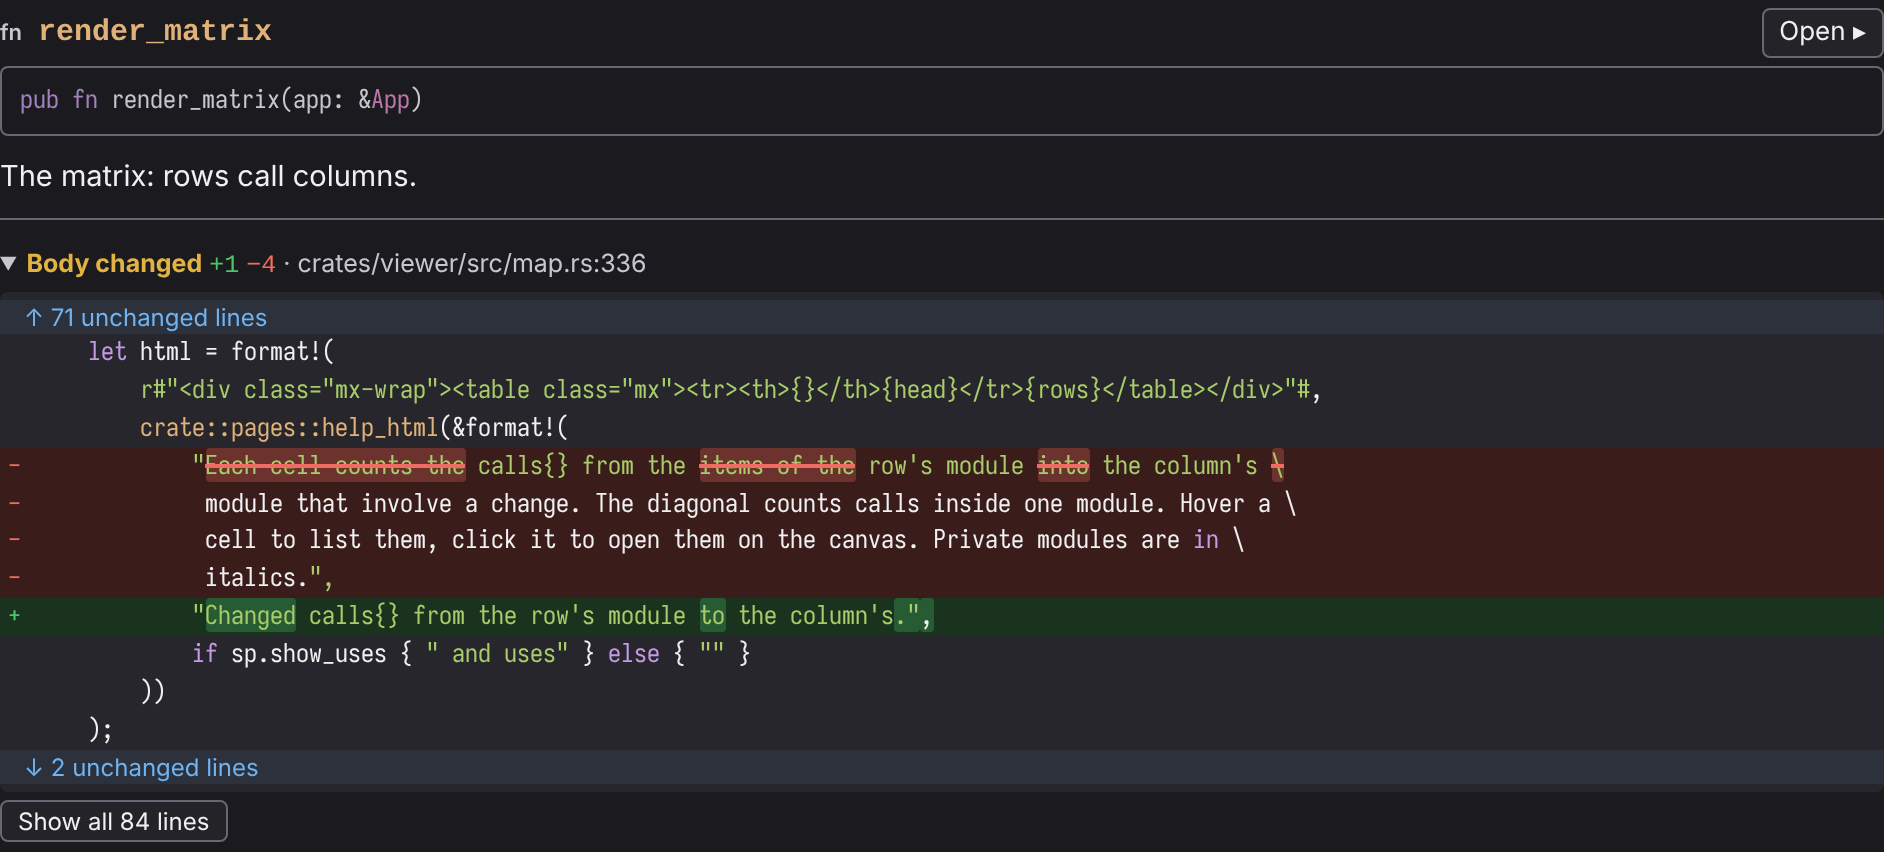 fn render_matrix
Open ▸
pub fn render_matrix(app: &App)
The matrix: rows call columns.
▼ Body changed +1 −4 · crates/viewer/src/map.rs:336
↑ 71 unchanged lines
let html = format!(
r#"<div class="mx-wrap"><table class="mx"><tr><th>{}</th>{head}</tr>{rows}</table></div>"#,
crate::pages::help_html(&format!(
− "Each cell counts the calls{} from the items of the row's module into the column's \
− module that involve a change. The diagonal counts calls inside one module. Hover a \
− cell to list them, click it to open them on the canvas. Private modules are in \
− italics.",
+ "Changed calls{} from the row's module to the column's.",
if sp.show_uses { " and uses" } else { "" }
))
);
↓ 2 unchanged lines
Show all 84 lines